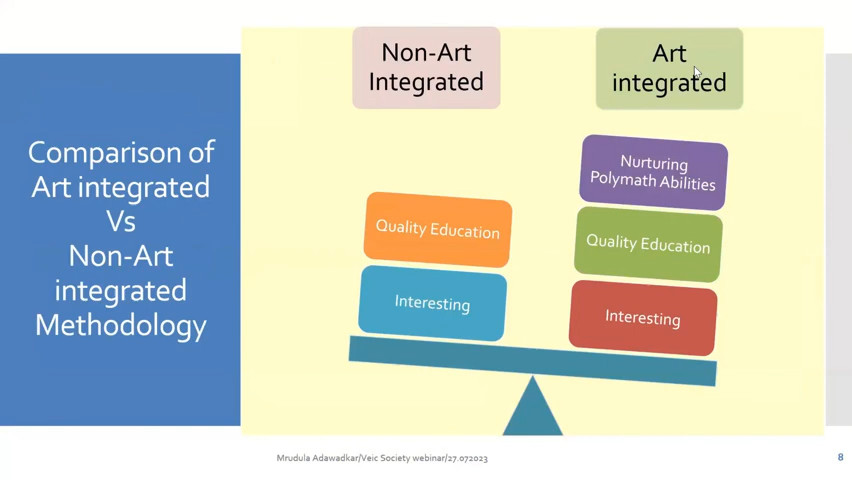 Comparison of
Art integrated
Vs
Non-Art
integrated
Methodology
Non-Art
Integrated
Art
integrated
Quality Education
Interesting
Nurturing
Polymath Abilities
Quality Education
Interesting
Mrudula Adawadkar/Veic Society webinar/27.072023
8